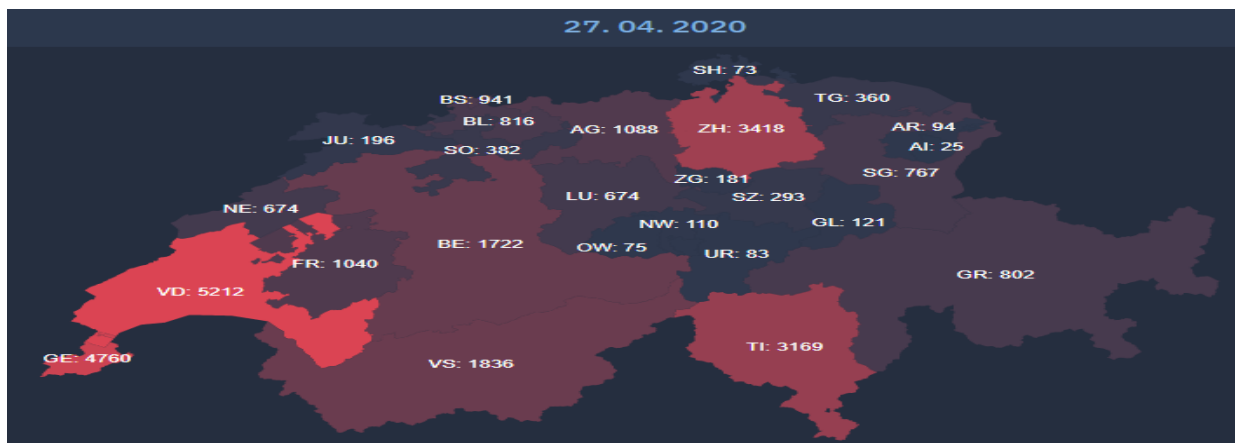 27. 04. 2020
SH: 73
BS: 941
TG: 360
BL: 816
AG: 1088
ZH: 3418
AR: 94
JU: 196
SO: 382
AI: 25
ZG: 181
SG: 767
LU: 674
SZ: 293
NE: 674
NW: 110
GL: 121
BE: 1722
OW: 75
UR: 83
FR: 1040
GR: 802
VD: 5212
TI: 3169
GE: 4760
VS: 1836